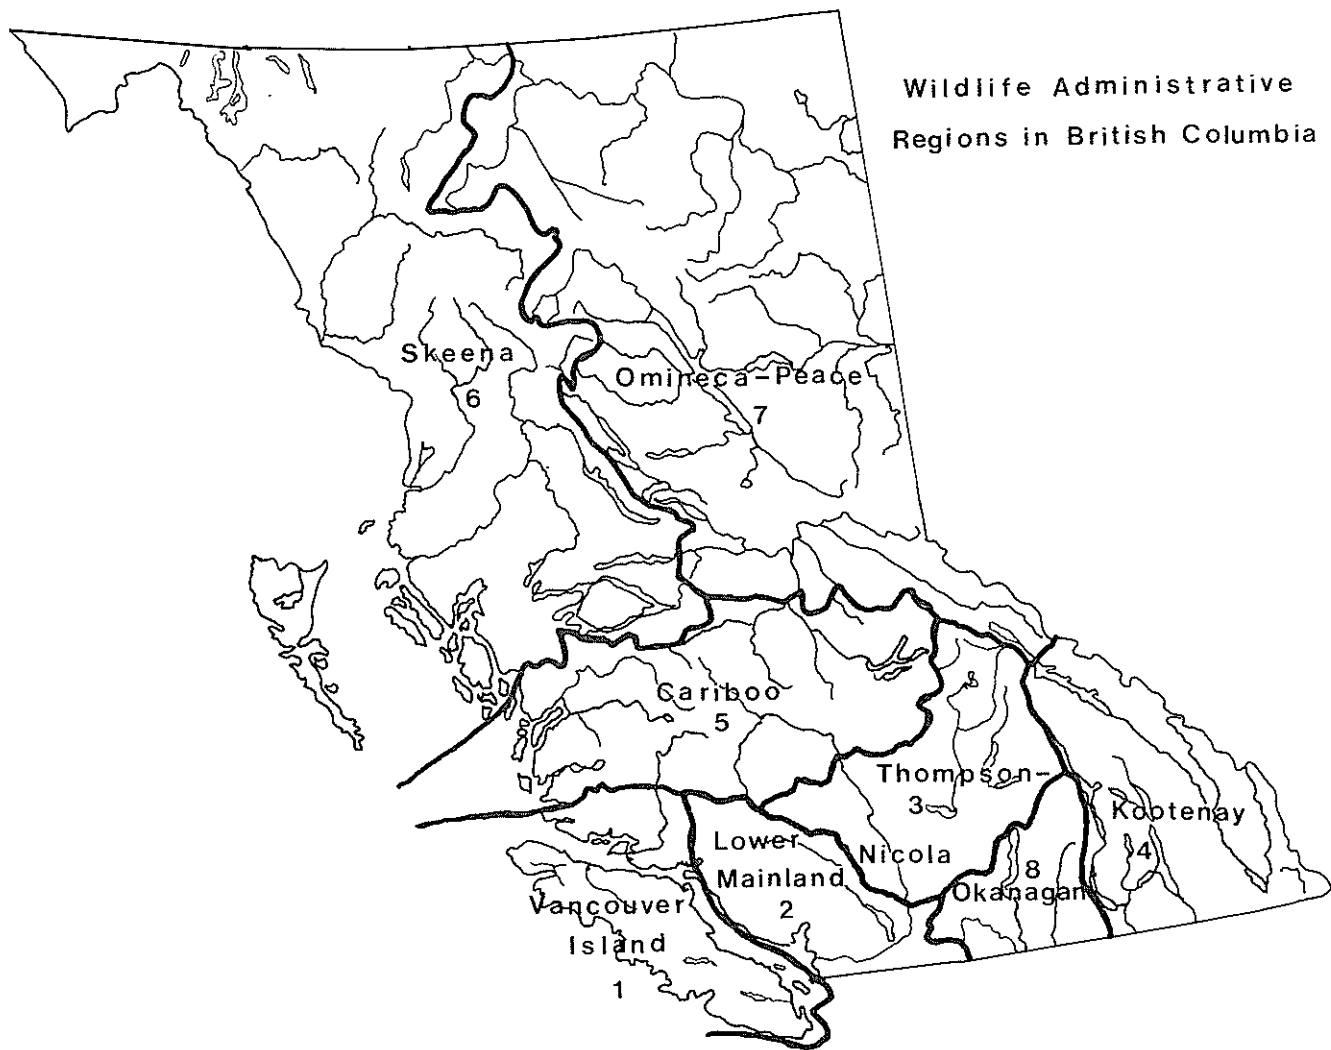 Wildlife Administrative
Regions in British Columbia
Skeena
6
Omineca-Peace
7
Cariboo
5
Thompson-
3
Nicola
Kootenay
4
Lower
Mainland
2
8
Okanagan
Vancouver
Island
1